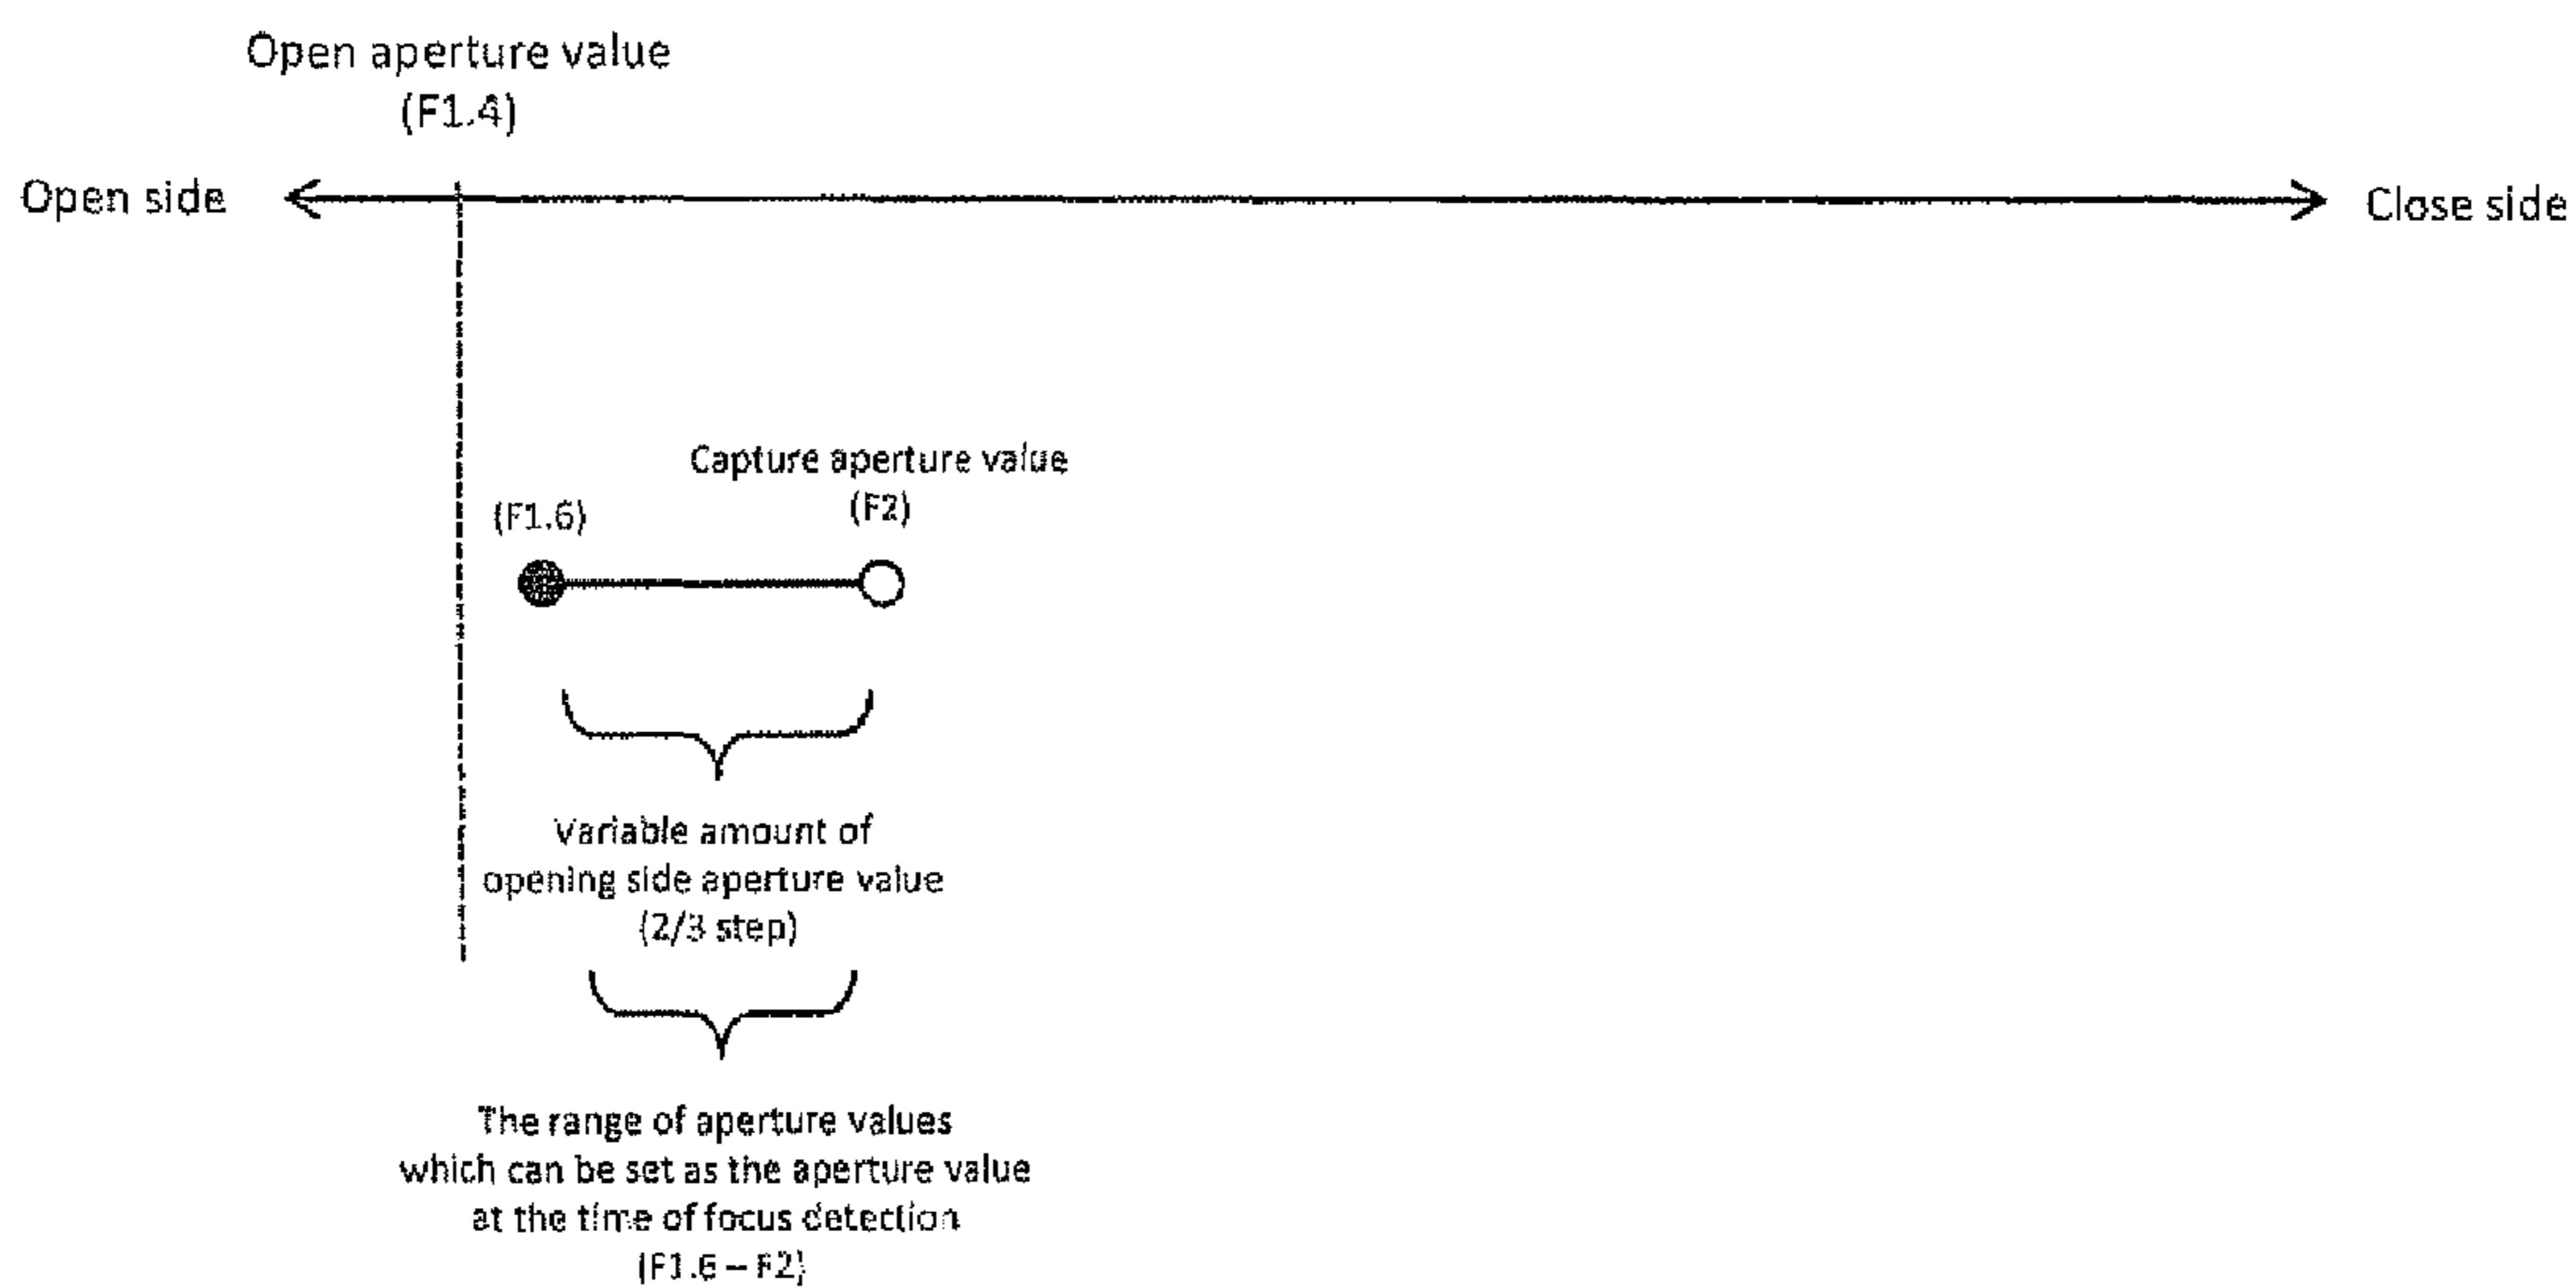 Open aperture value
(F1.4)
Open side
Close side
Capture aperture value
(F2)
(F1.6)
Variable amount of
opening side aperture value
(2/3 step)
The range of aperture values
which can be set as the aperture value
at the time of focus detection
(F1.6 – F2)